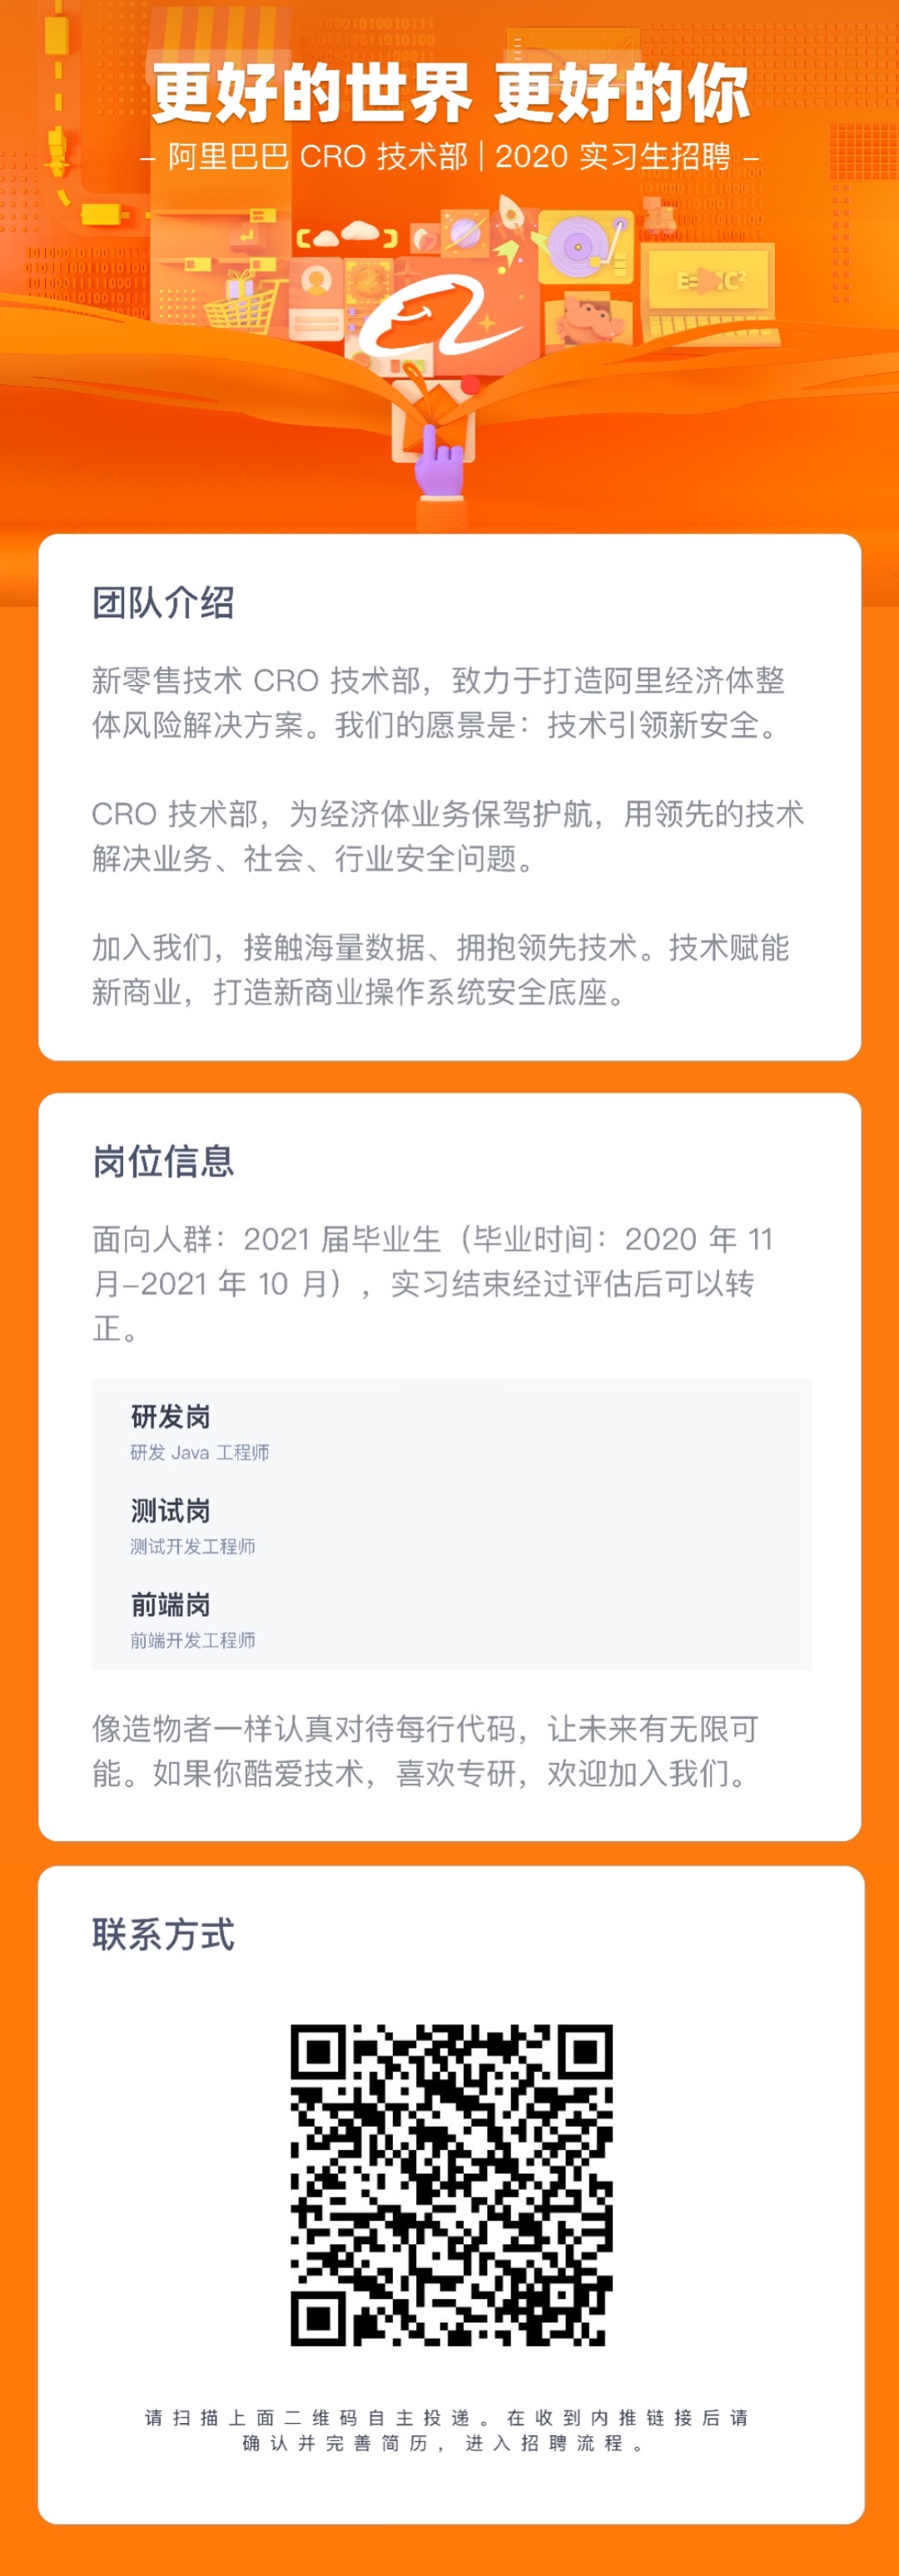 更好的世界 更好的你
– 阿里巴巴 CRO 技术部 | 2020 实习生招聘 –
E=MC²
团队介绍
新零售技术 CRO 技术部，致力于打造阿里经济体整
体风险解决方案。我们的愿景是：技术引领新安全。
CRO 技术部，为经济体业务保驾护航，用领先的技术
解决业务、社会、行业安全问题。
加入我们，接触海量数据、拥抱领先技术。技术赋能
新商业，打造新商业操作系统安全底座。
岗位信息
面向人群：2021 届毕业生（毕业时间：2020 年 11
月–2021 年 10 月），实习结束经过评估后可以转
正。
研发岗
研发 Java 工程师
测试岗
测试开发工程师
前端岗
前端开发工程师
像造物者一样认真对待每行代码，让未来有无限可
能。如果你酷爱技术，喜欢专研，欢迎加入我们。
联系方式
请扫描上面二维码自主投递。在收到内推链接后请
确认并完善简历，进入招聘流程。